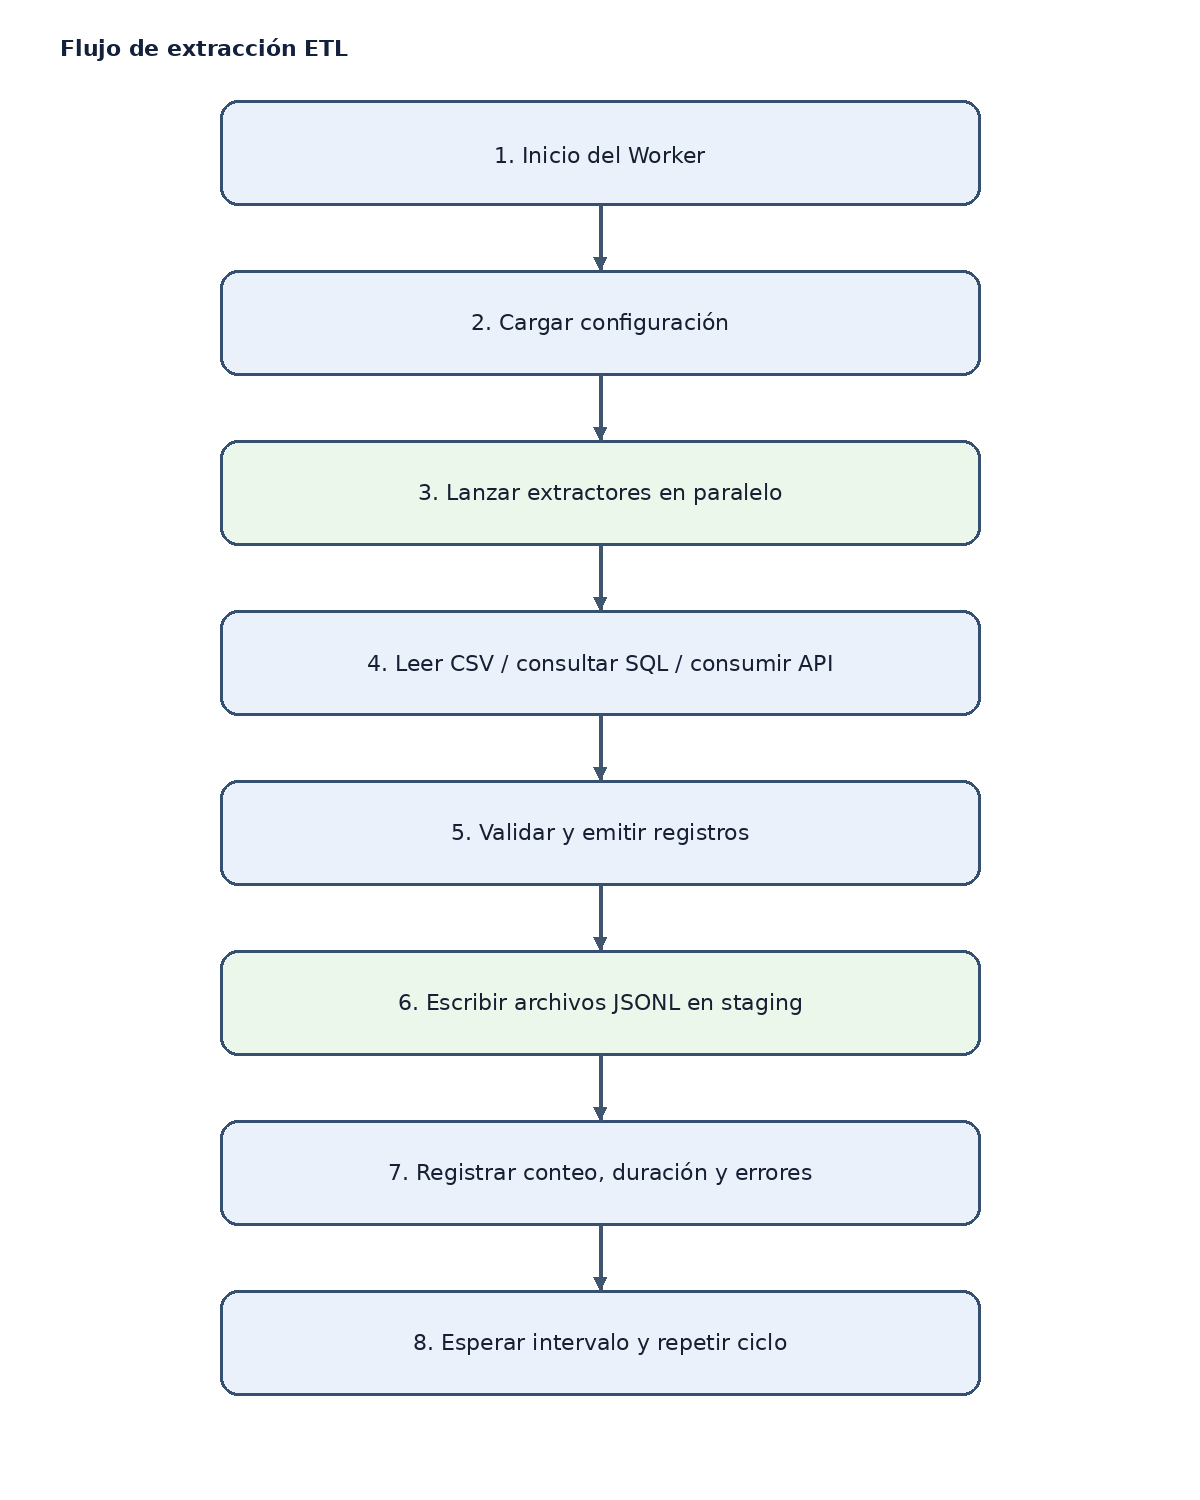 Flujo de extracción ETL
1. Inicio del Worker
2. Cargar configuración
3. Lanzar extractores en paralelo
4. Leer CSV / consultar SQL / consumir API
5. Validar y emitir registros
6. Escribir archivos JSONL en staging
7. Registrar conteo, duración y errores
8. Esperar intervalo y repetir ciclo